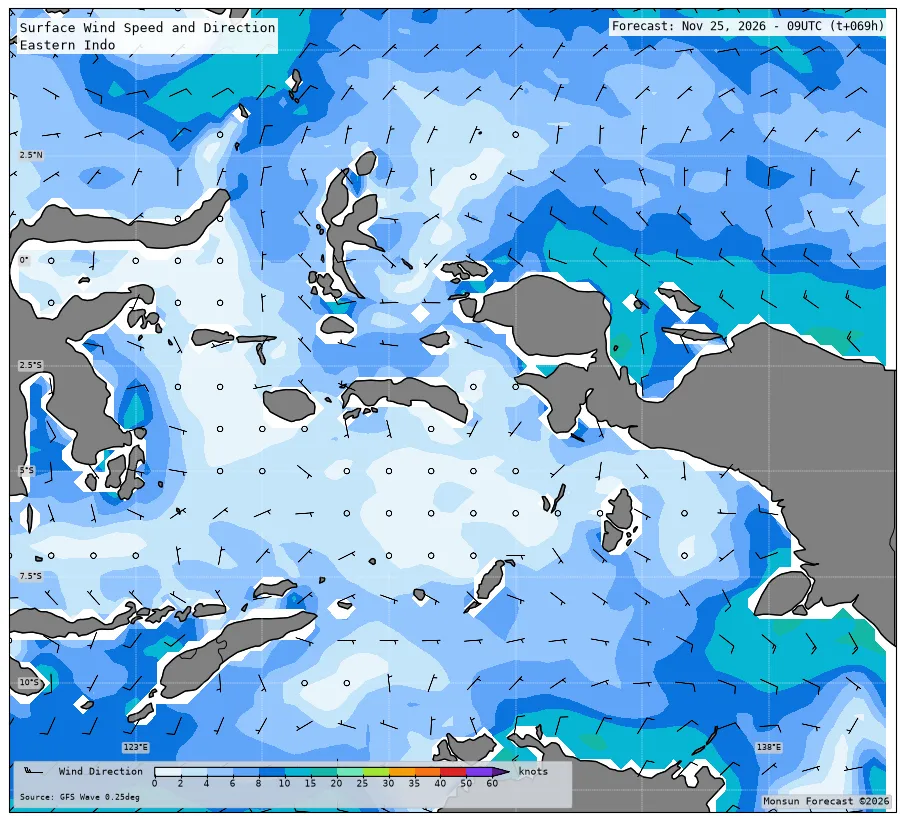 Surface Wind Speed and Direction
Eastern Indo
Forecast: Nov 25, 2026 - 09UTC (t+069h)
2.5°N
0°
2.5°S
5°S
7.5°S
10°S
123°E
138°E
Wind Direction
0 2 4 6 8 10 15 20 25 30 35 40 50 60
knots
Source: GFS Wave 0.25deg
Monsun Forecast ©2026